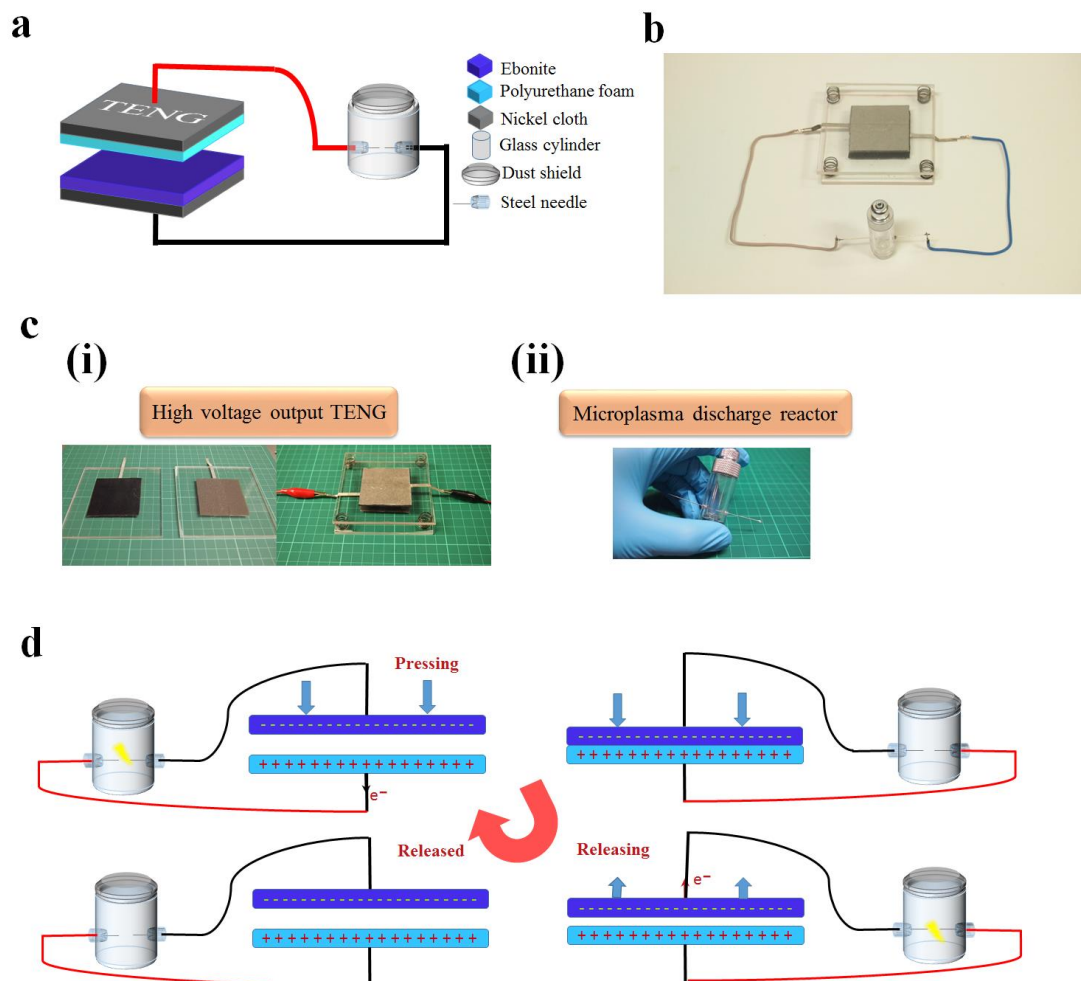 a
TENG
Ebonite
Polyurethane foam
Nickel cloth
Glass cylinder
Dust shield
Steel needle
b
c
(i)
High voltage output TENG
(ii)
Microplasma discharge reactor
d
Pressing
- - - - - - - - - - - - - - - - - - -
+ + + + + + + + + + + + + + + +
e⁻
- - - - - - - - - - - - - - - - - - -
+ + + + + + + + + + + + + + + +
Released
- - - - - - - - - - - - - - - - - - -
+ + + + + + + + + + + + + + + +
Releasing
e⁻
- - - - - - - - - - - - - - - - - - -
+ + + + + + + + + + + + + + + +